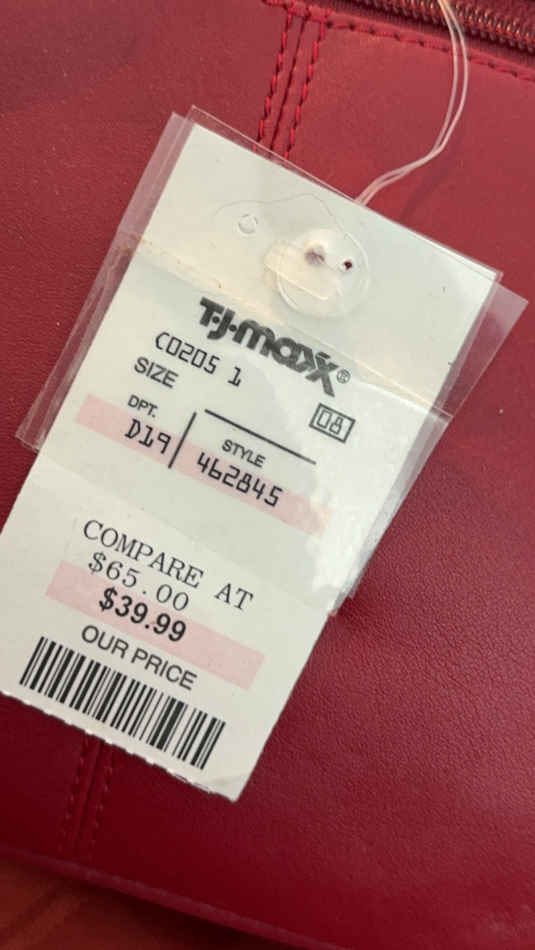 T·J·maxx®
C0205 1
SIZE
08
DPT.
D19
STYLE
462845
COMPARE AT
$65.00
$39.99
OUR PRICE